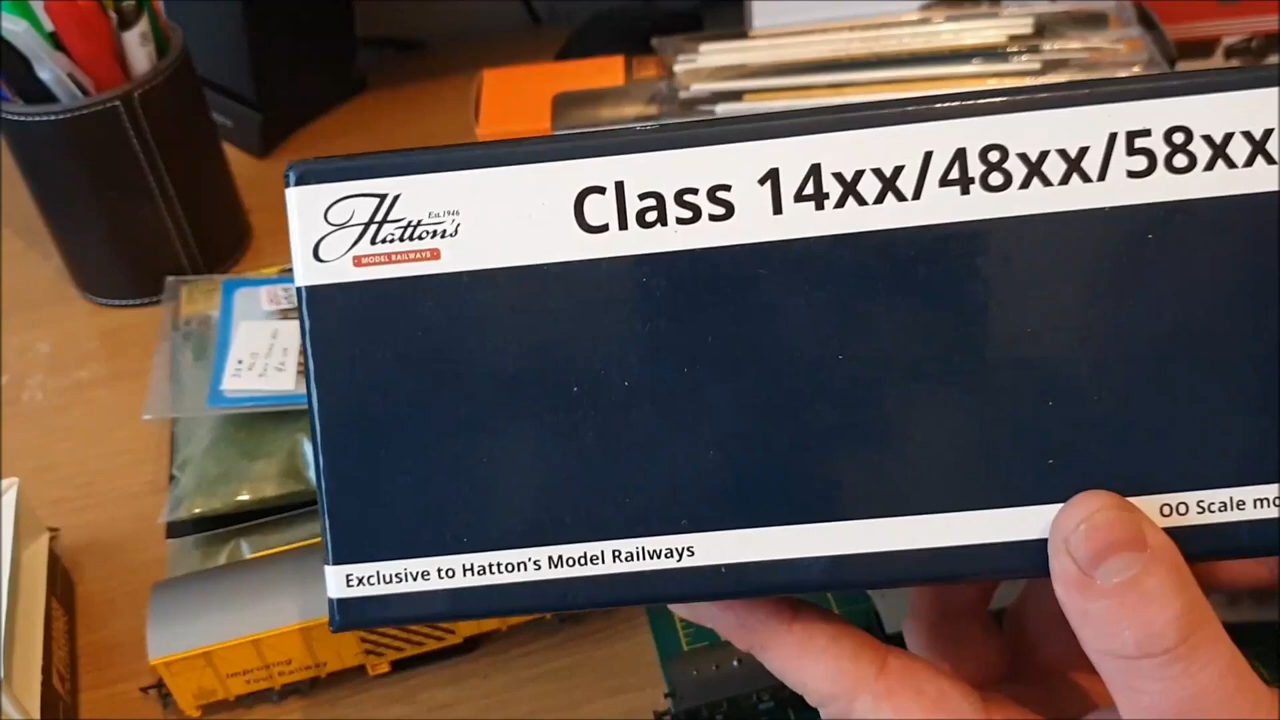 Class 14xx/48xx/58xx
Hatton's
Est.1946
MODEL RAILWAYS
Exclusive to Hatton's Model Railways
OO Scale mo
Improving
Your Railway